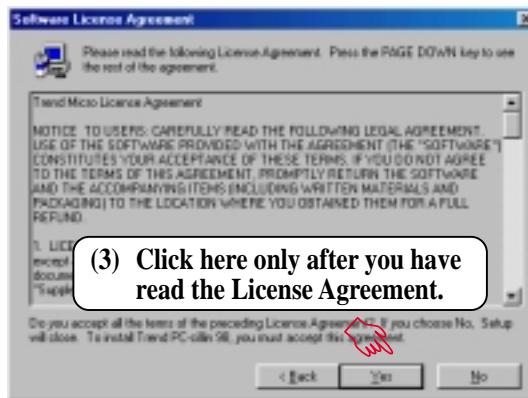 Software License Agreement
Please read the following License Agreement. Press the PAGE DOWN key to see
the rest of the agreement.
Trend Micro License Agreement
NOTICE TO USERS: CAREFULLY READ THE FOLLOWING LEGAL AGREEMENT.
USE OF THE SOFTWARE PROVIDED WITH THE AGREEMENT (THE "SOFTWARE")
CONSTITUTES YOUR ACCEPTANCE OF THESE TERMS. IF YOU DO NOT AGREE
TO THE TERMS OF THIS AGREEMENT, PROMPTLY RETURN THE SOFTWARE
AND THE ACCOMPANYING ITEMS (INCLUDING WRITTEN MATERIALS AND
PACKAGING) TO THE LOCATION WHERE YOU OBTAINED THEM FOR A FULL
REFUND.
1. LICE
except
docume
"Supple
(3) Click here only after you have
read the License Agreement.
Do you accept all the terms of the preceding License Agreement? If you choose No, Setup
will close. To install Trend PC-cillin 98, you must accept this agreement.
< Back
Yes
No